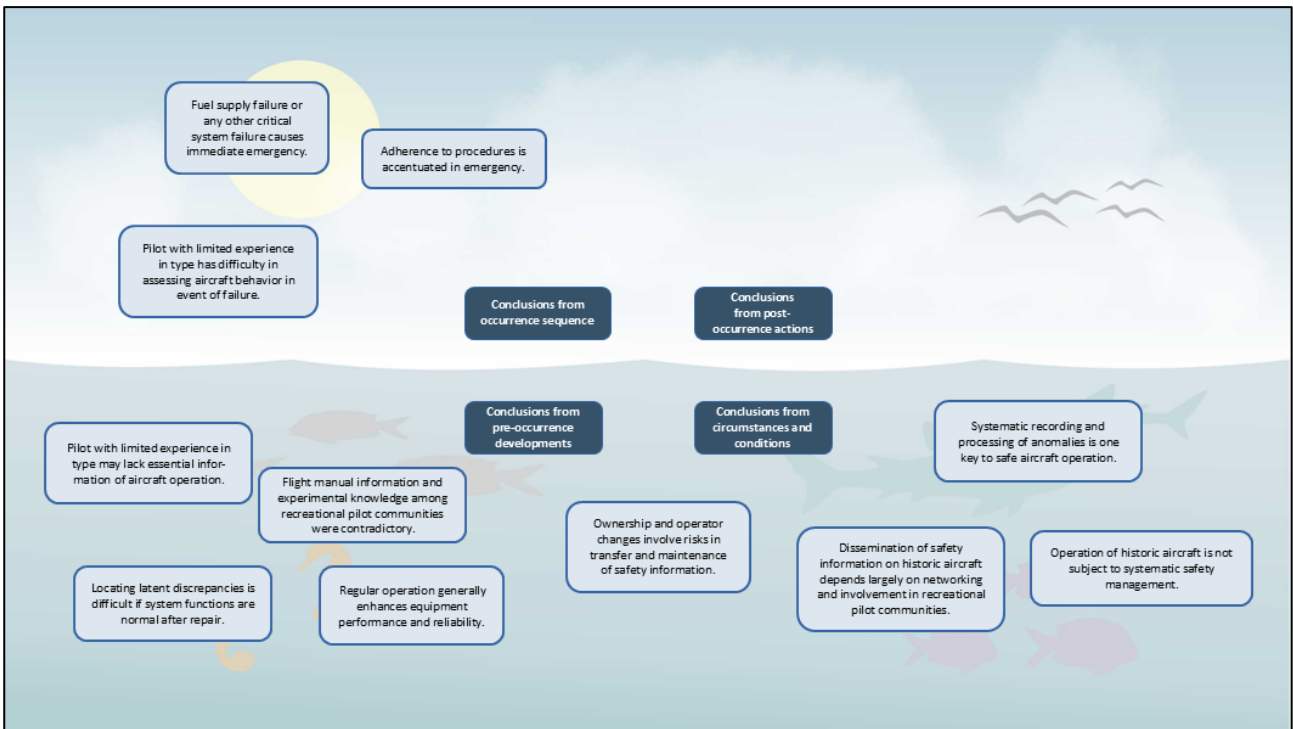 Fuel supply failure or
any other critical
system failure causes
immediate emergency.
Adherence to procedures is
accentuated in emergency.
Pilot with limited experience
in type has difficulty in
assessing aircraft behavior in
event of failure.
Conclusions from
occurrence sequence
Conclusions
from post-
occurrence actions
Conclusions from
pre-occurrence
developments
Conclusions from
circumstances and
conditions
Pilot with limited experience in
type may lack essential infor-
mation of aircraft operation.
Flight manual information and
experimental knowledge among
recreational pilot communities
were contradictory.
Locating latent discrepancies is
difficult if system functions are
normal after repair.
Regular operation generally
enhances equipment
performance and reliability.
Ownership and operator
changes involve risks in
transfer and maintenance
of safety information.
Systematic recording and
processing of anomalies is one
key to safe aircraft operation.
Dissemination of safety
information on historic aircraft
depends largely on networking
and involvement in recreational
pilot communities.
Operation of historic aircraft is not
subject to systematic safety
management.